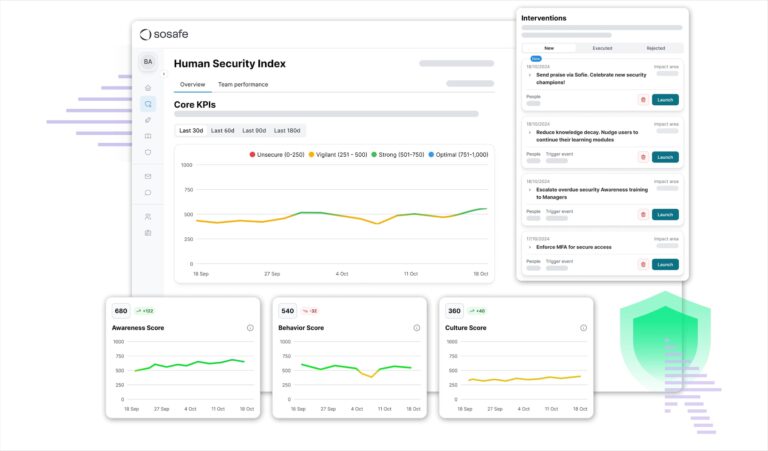 sosafe
BA
Human Security Index
Overview Team performance
Core KPIs
Last 30d Last 60d Last 90d Last 180d
Unsecure (0-250) Vigilant (251 - 500) Strong (501-750) Optimal (751-1,000)
1000
750
500
250
0
18 Sep 27 Sep 4 Oct 11 Oct 18 Oct
Interventions
New Executed Rejected
18/10/2024 Impact area
Send praise via Sofie. Celebrate new security
champions!
People
Launch
18/10/2024 Impact area
Reduce knowledge decay. Nudge users to
continue their learning modules
People Trigger event
Launch
18/10/2024 Impact area
Escalate overdue security Awareness training
to Managers
People Trigger event
Launch
17/10/2024 Impact area
Enforce MFA for secure access
People Trigger event
Launch
680 +122
Awareness Score
1000
750
500
250
0
18 Sep 27 Sep 4 Oct 11 Oct 18 Oct
540 -32
Behavior Score
1000
750
500
250
0
18 Sep 27 Sep 4 Oct 11 Oct 18 Oct
360 +40
Culture Score
1000
750
500
250
0
18 Sep 27 Sep 4 Oct 11 Oct 18 Oct